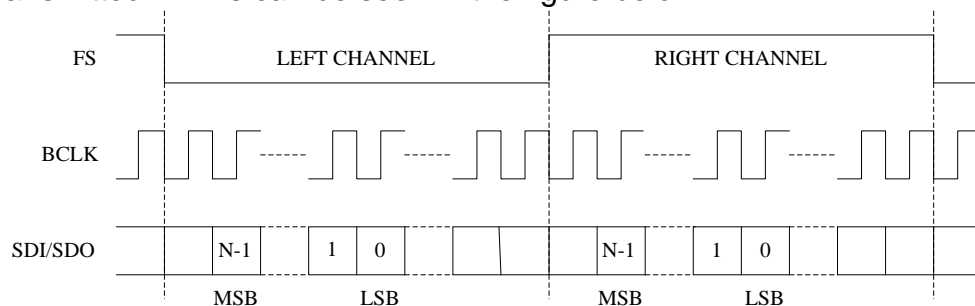 FS LEFT CHANNEL RIGHT CHANNEL
BCLK
SDI/SDO N-1 1 0 N-1 1 0
MSB LSB MSB LSB